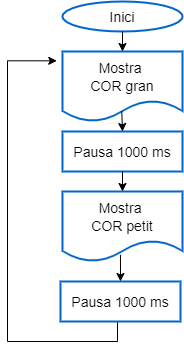 Inici
Mostra
COR gran
Pausa 1000 ms
Mostra
COR petit
Pausa 1000 ms